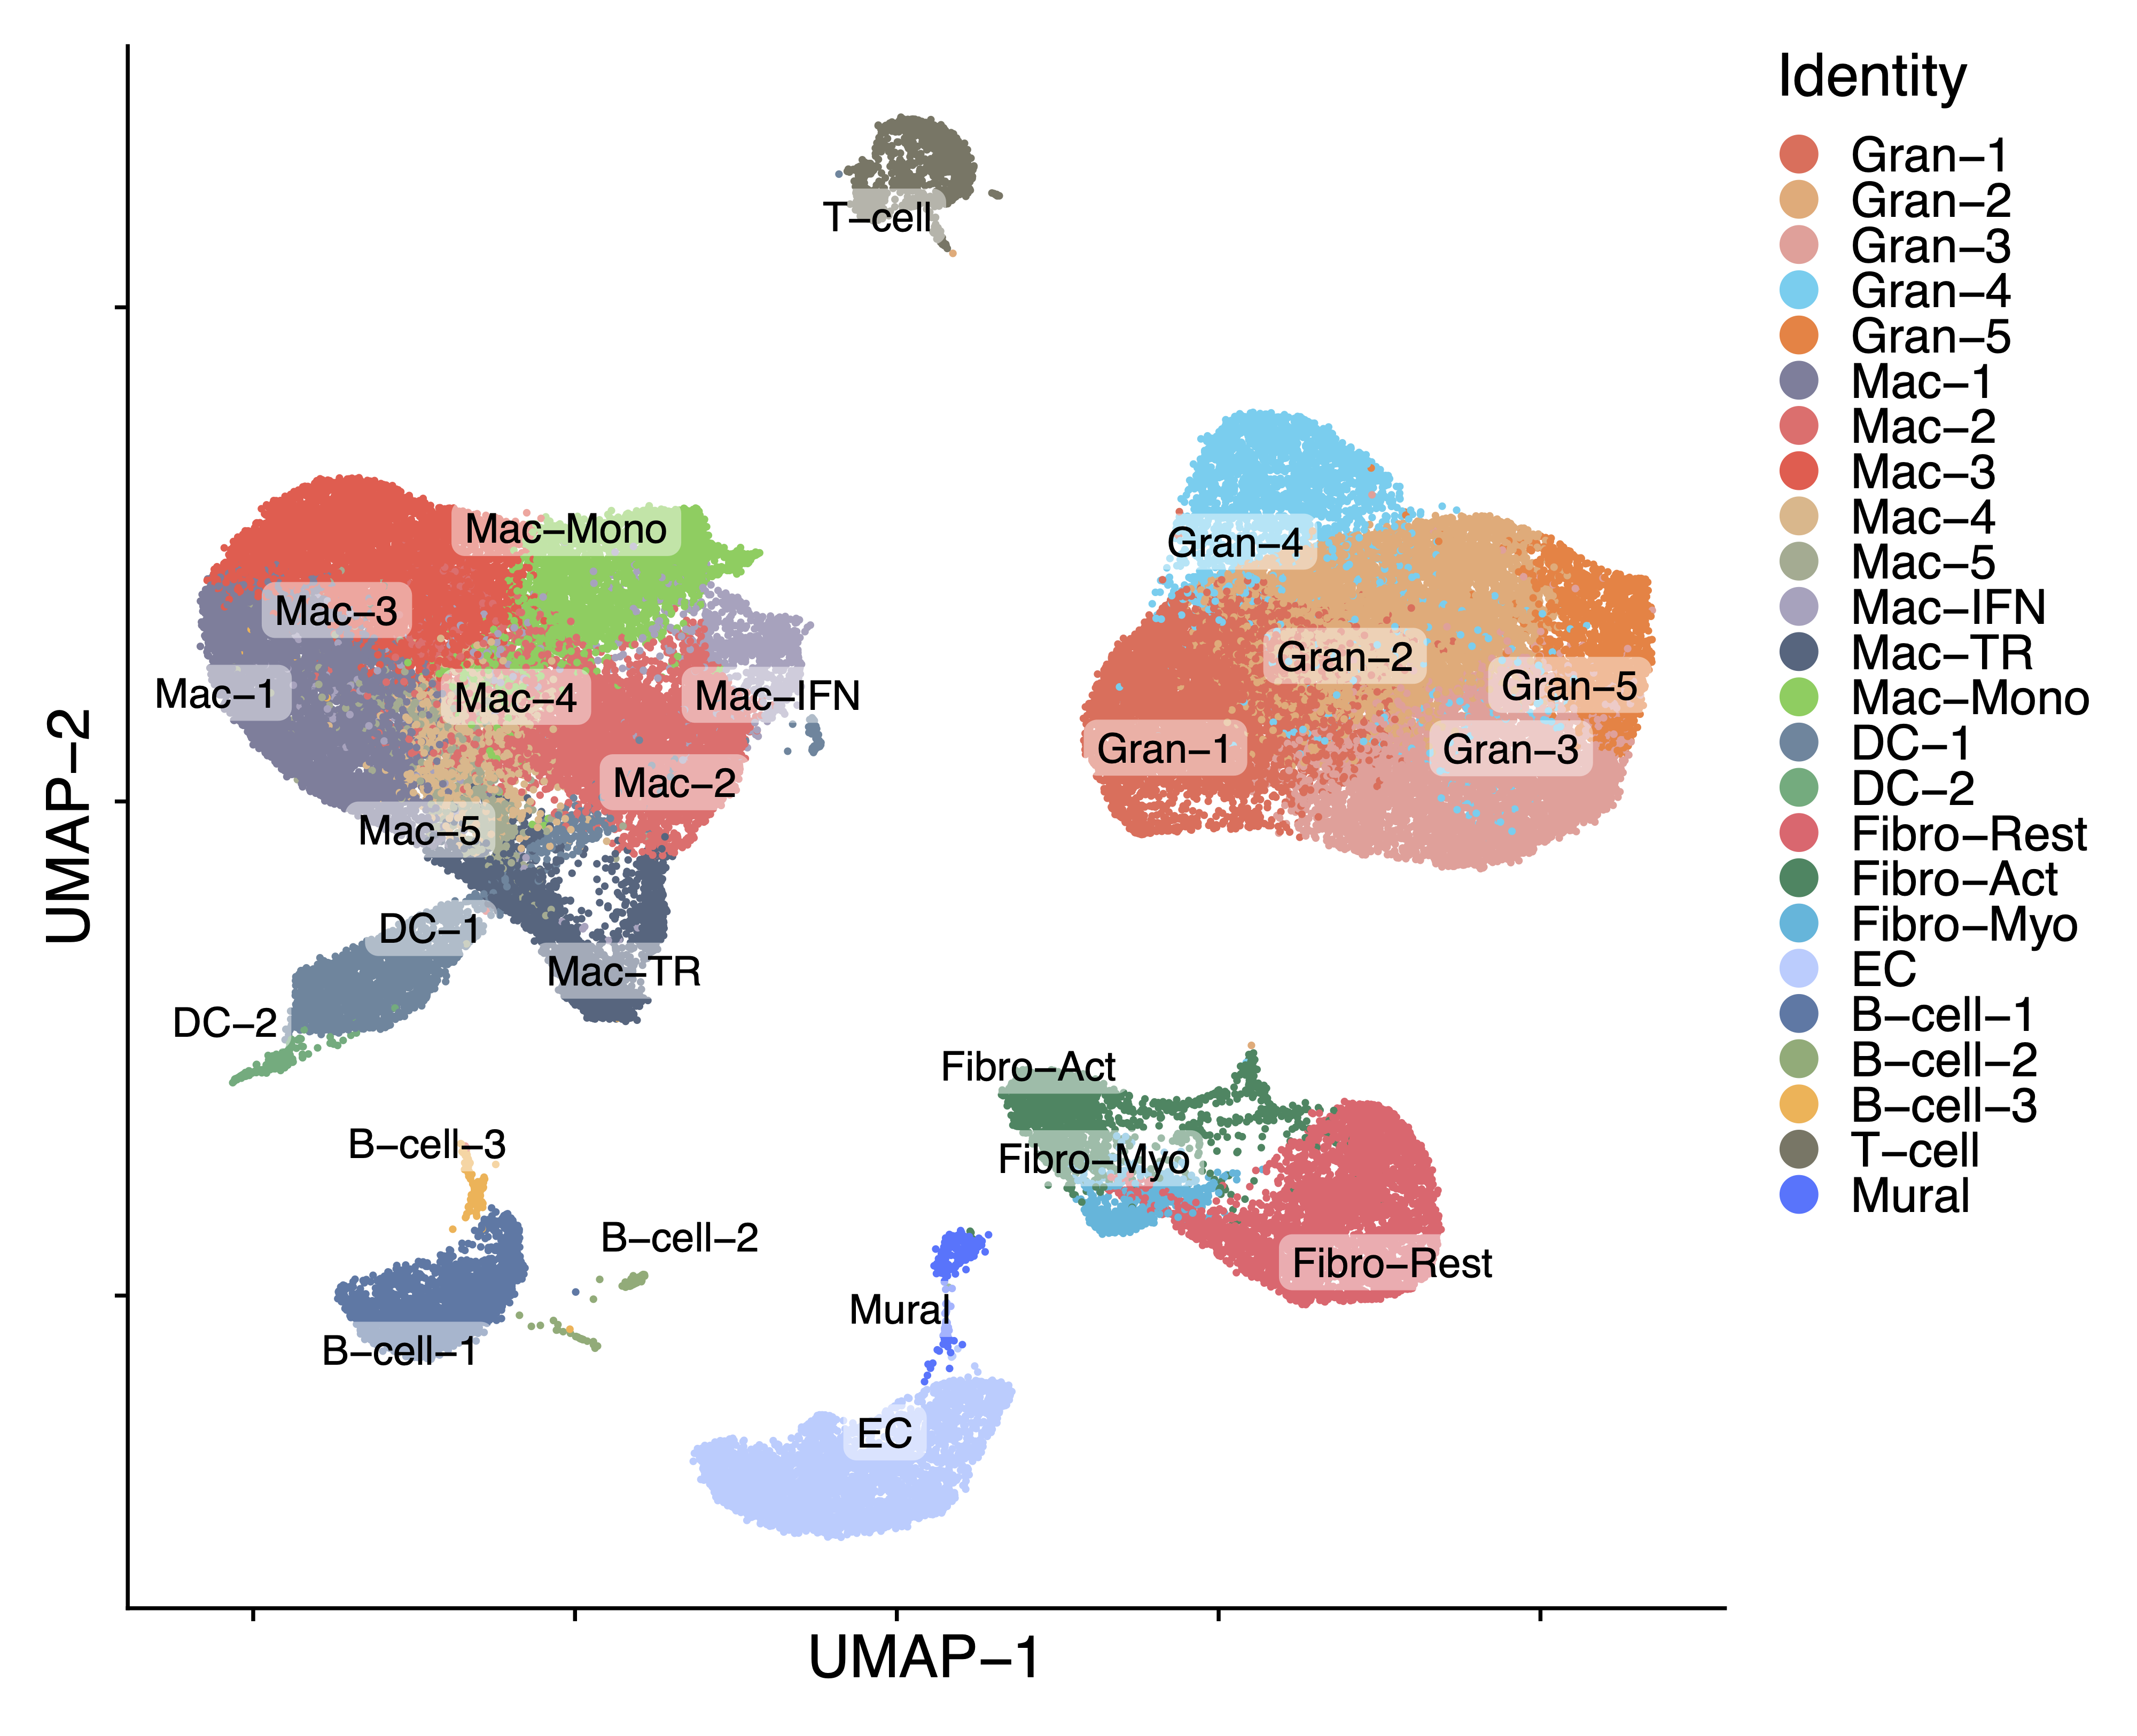 Identity
Gran−1
Gran−2
Gran−3
Gran−4
Gran−5
Mac−1
Mac−2
Mac−3
Mac−4
Mac−5
Mac−IFN
Mac−TR
Mac−Mono
DC−1
DC−2
Fibro−Rest
Fibro−Act
Fibro−Myo
EC
B−cell−1
B−cell−2
B−cell−3
T−cell
Mural
T−cell
Mac−Mono
Gran−4
Mac−3
Gran−2
Mac−1
Mac−4
Mac−IFN
Gran−5
Gran−1
Gran−3
Mac−2
Mac−5
DC−1
Mac−TR
DC−2
Fibro−Act
B−cell−3
Fibro−Myo
B−cell−2
Fibro−Rest
Mural
B−cell−1
EC
UMAP−2
UMAP−1